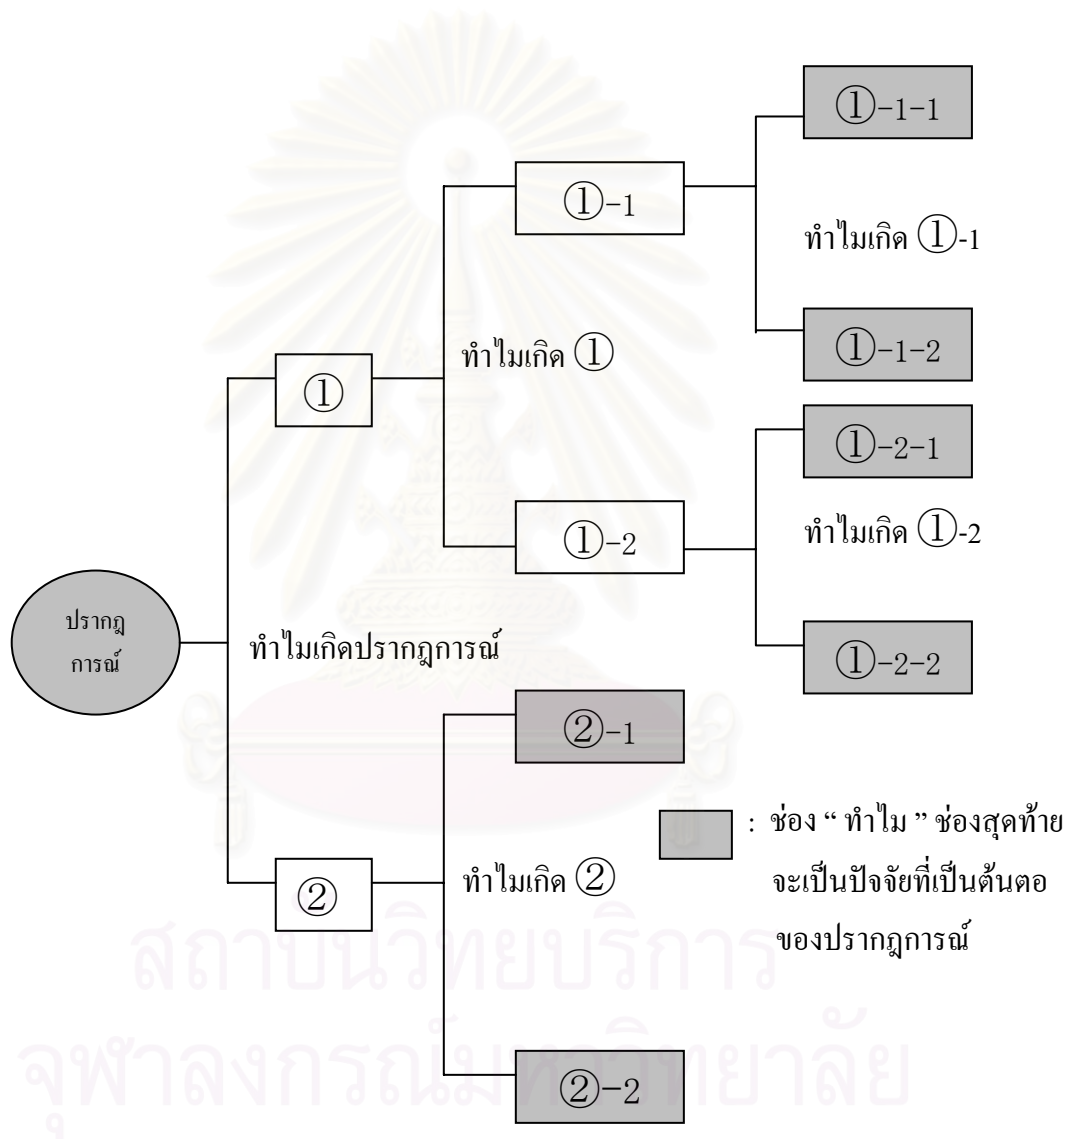 ①-1-1
①-1
ทำไมเกิด ①-1
①-1-2
ทำไมเกิด ①
①
①-2-1
①-2
ทำไมเกิด ①-2
ปรากฎ
การณ์
ทำไมเกิดปรากฎการณ์
①-2-2
②-1
: ช่อง “ ทำไม ” ช่องสุดท้าย
จะเป็นปัจจัยที่เป็นต้นตอ
ของปรากฎการณ์
ทำไมเกิด ②
②
②-2
สถาบันวิทยบริการ
จุฬาลงกรณ์มหาวิทยาลัย